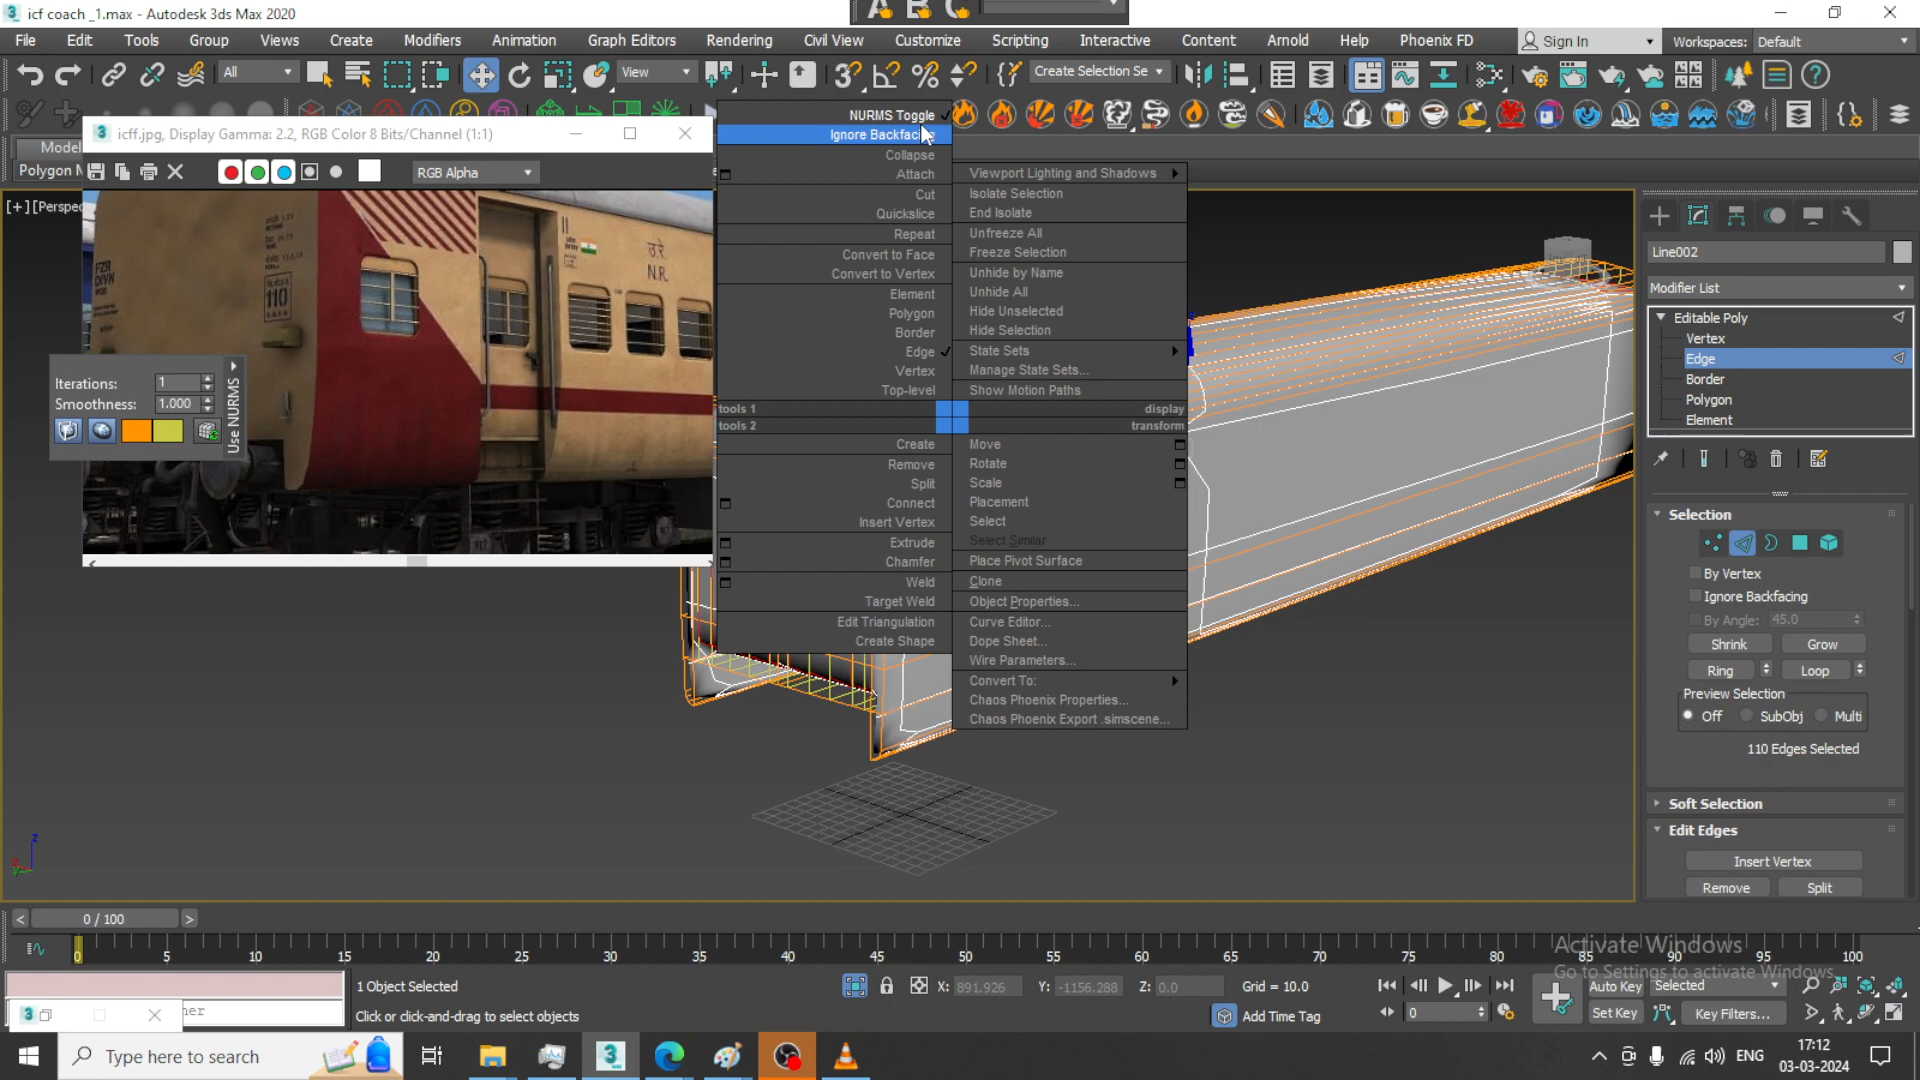 icf coach _1.max - Autodesk 3ds Max 2020
File Edit Tools Group Views Create Modifiers Animation Graph Editors Rendering Civil View Customize Scripting Interactive Content Arnold Help Phoenix FD
Sign In
Workspaces: Default
All
View
Create Selection Se
Model
Polygon M
[+] [Perspec
icff.jpg, Display Gamma: 2.2, RGB Color 8 Bits/Channel (1:1)
RGB Alpha
FZR
DIVN
110
उ.रे.
N.R.
Iterations: 1
Smoothness: 1.000
Use NURMS
NURMS Toggle
Ignore Backfacing
Collapse
Attach
Cut
Quickslice
Repeat
Convert to Face
Convert to Vertex
Element
Polygon
Border
Edge
Vertex
Top-level
tools 1
tools 2
Create
Remove
Split
Connect
Insert Vertex
Extrude
Chamfer
Weld
Target Weld
Edit Triangulation
Create Shape
Viewport Lighting and Shadows
Isolate Selection
End Isolate
Unfreeze All
Freeze Selection
Unhide by Name
Unhide All
Hide Unselected
Hide Selection
State Sets
Manage State Sets...
Show Motion Paths
display
transform
Move
Rotate
Scale
Placement
Select
Select Similar
Place Pivot Surface
Clone
Object Properties...
Curve Editor...
Dope Sheet...
Wire Parameters...
Convert To:
Chaos Phoenix Properties...
Chaos Phoenix Export .simscene...
Line002
Modifier List
Editable Poly
Vertex
Edge
Border
Polygon
Element
Selection
By Vertex
Ignore Backfacing
By Angle: 45.0
Shrink Grow
Ring Loop
Preview Selection
Off SubObj Multi
110 Edges Selected
Soft Selection
Edit Edges
Insert Vertex
Remove Split
z
< 0 / 100 >
0 5 10 15 20 25 30 35 40 45 50 55 60 65 70 75 80 85 90 95 100
Activate Windows
Go to Settings to activate Windows.
1 Object Selected
X: 891.926 Y: -1156.288 Z: 0.0 Grid = 10.0
Auto Key Selected
Click or click-and-drag to select objects
Add Time Tag
0
Set Key Key Filters...
Type here to search
ENG
17:12
03-03-2024